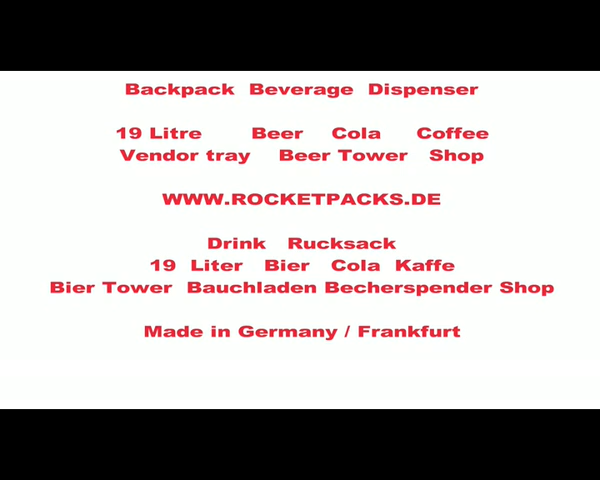 Backpack Beverage Dispenser
19 Litre Beer Cola Coffee
Vendor tray Beer Tower Shop
WWW.ROCKETPACKS.DE
Drink Rucksack
19 Liter Bier Cola Kaffe
Bier Tower Bauchladen Becherspender Shop
Made in Germany / Frankfurt